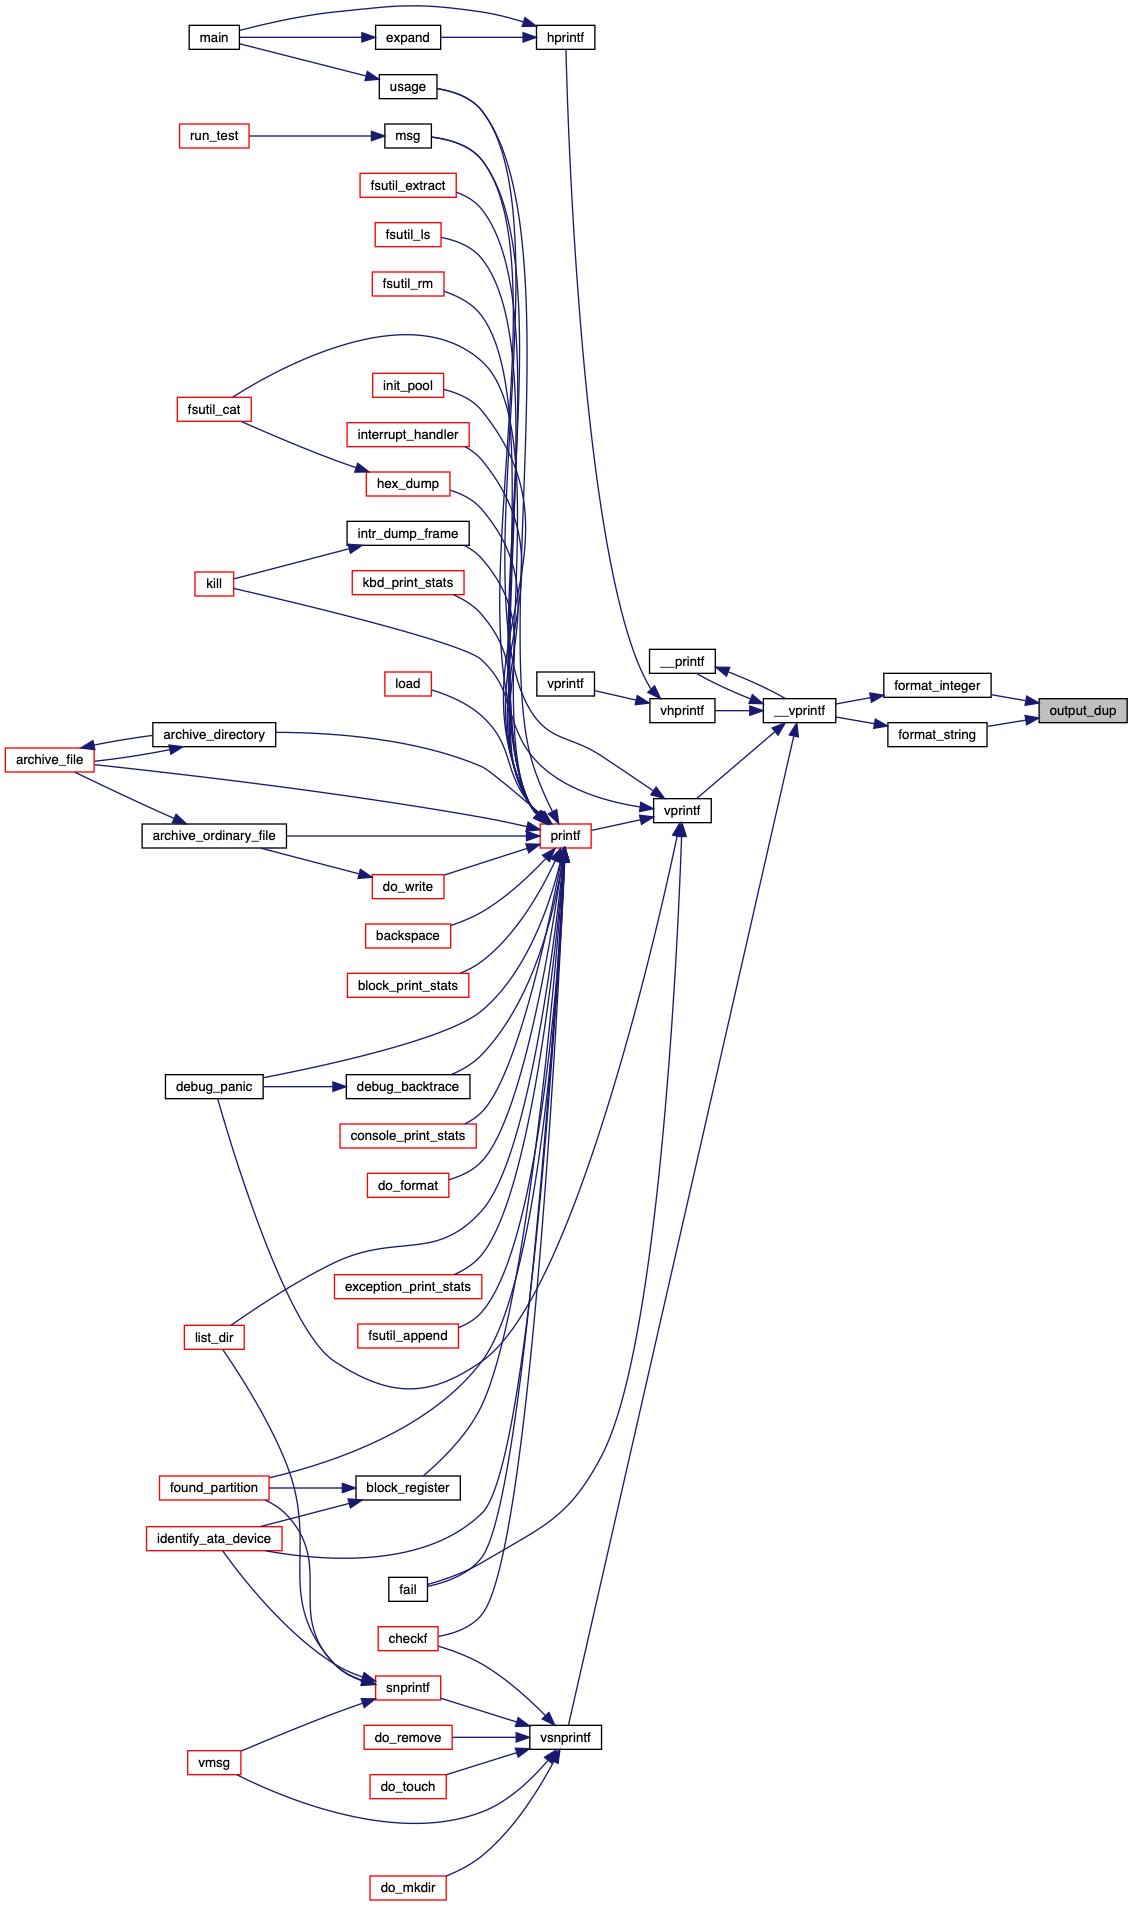 main
expand
hprintf
usage
run_test
msg
fsutil_extract
fsutil_ls
fsutil_rm
init_pool
fsutil_cat
interrupt_handler
hex_dump
intr_dump_frame
kill
kbd_print_stats
__printf
vprintf
load
vhprintf
__vprintf
format_integer
output_dup
format_string
archive_directory
archive_file
vprintf
archive_ordinary_file
printf
do_write
backspace
block_print_stats
debug_panic
debug_backtrace
console_print_stats
do_format
exception_print_stats
list_dir
fsutil_append
found_partition
block_register
identify_ata_device
fail
checkf
snprintf
do_remove
vsnprintf
vmsg
do_touch
do_mkdir